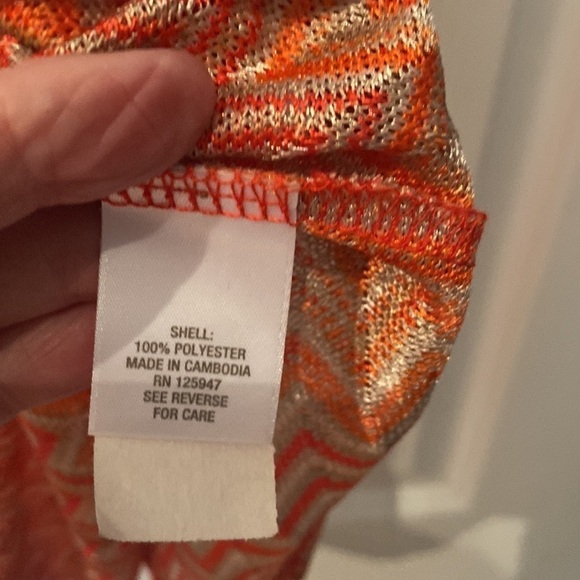 SHELL:
100% POLYESTER
MADE IN CAMBODIA
RN 125947
SEE REVERSE
FOR CARE